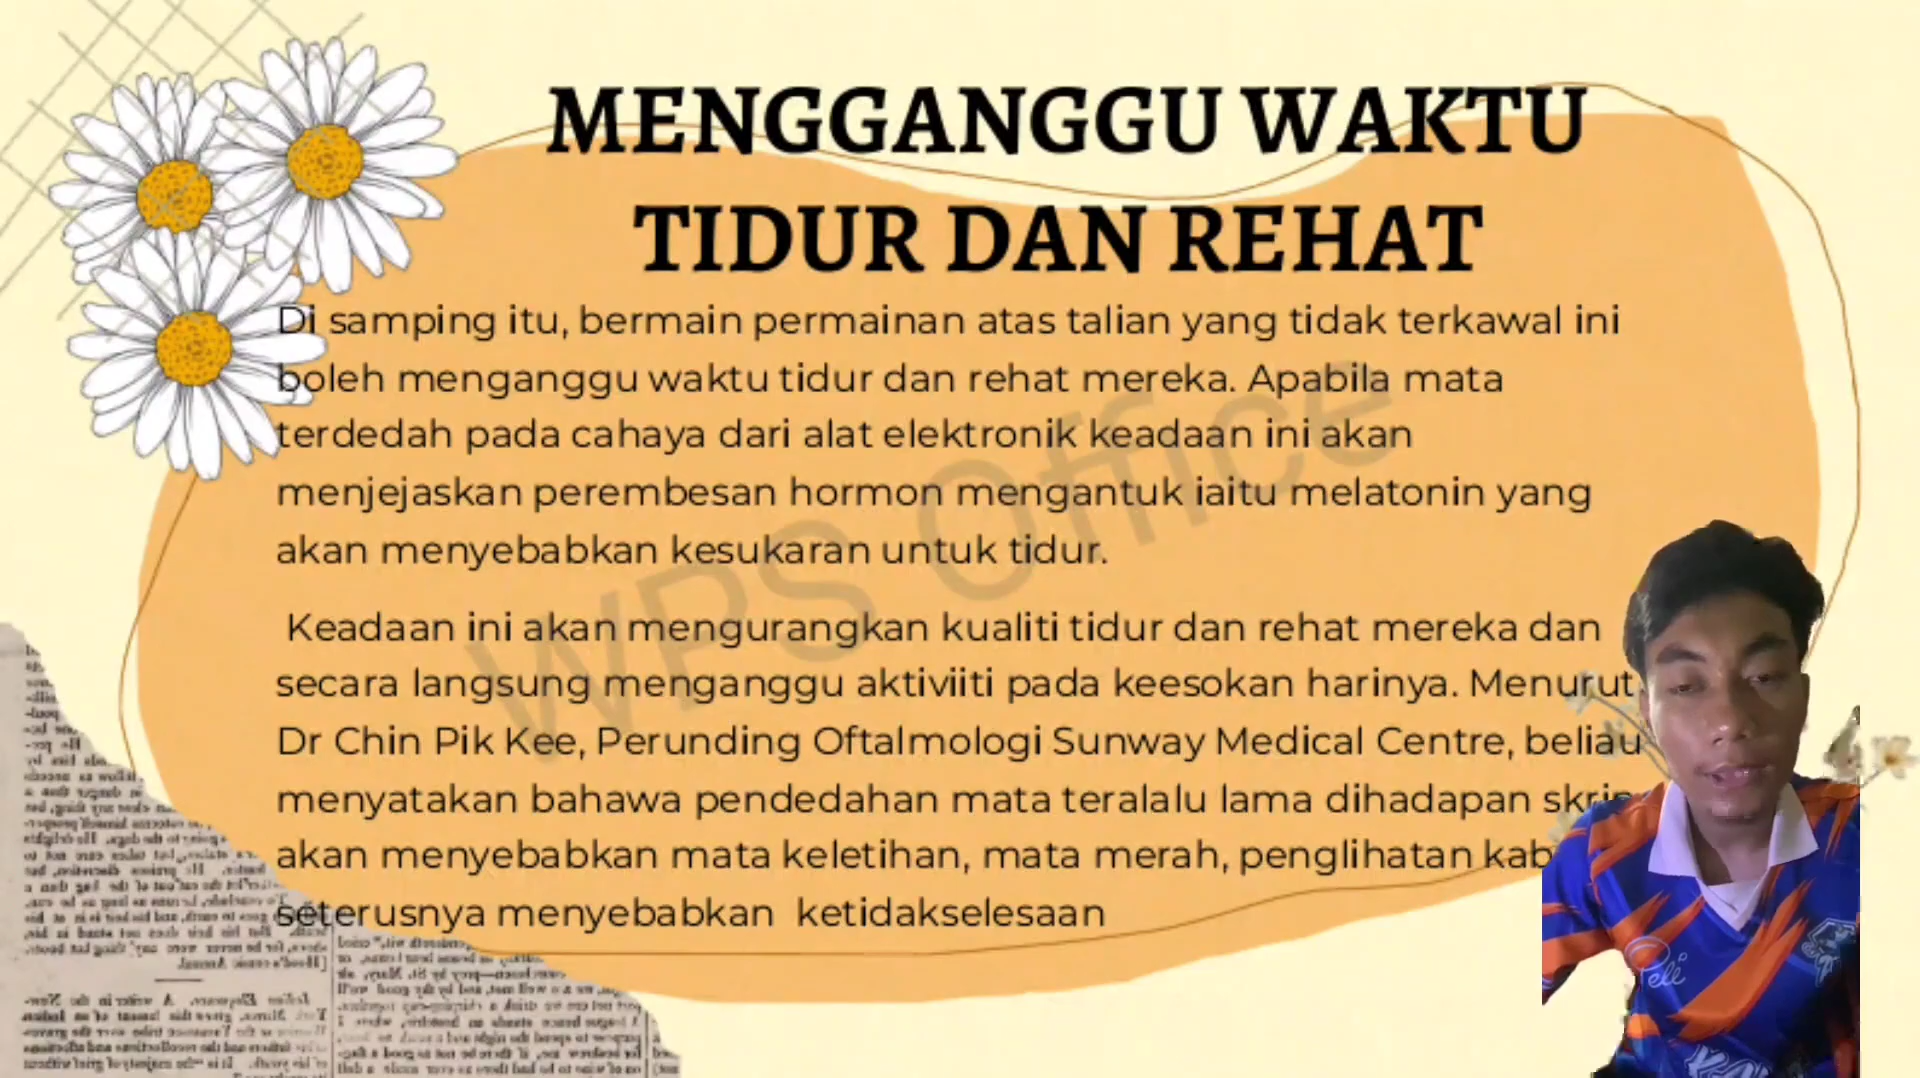 MENGGANGGU WAKTU
TIDUR DAN REHAT
Di samping itu, bermain permainan atas talian yang tidak terkawal ini
boleh menganggu waktu tidur dan rehat mereka. Apabila mata
terdedah pada cahaya dari alat elektronik keadaan ini akan
menjejaskan perembesan hormon mengantuk iaitu melatonin yang
akan menyebabkan kesukaran untuk tidur.
Keadaan ini akan mengurangkan kualiti tidur dan rehat mereka dan
secara langsung menganggu aktiviiti pada keesokan harinya. Menurut
Dr Chin Pik Kee, Perunding Oftalmologi Sunway Medical Centre, beliau
menyatakan bahawa pendedahan mata teralalu lama dihadapan
akan menyebabkan mata keletihan, mata merah, penglihatan
seterusnya menyebabkan ketidakselesaan
WPS Office
Peli